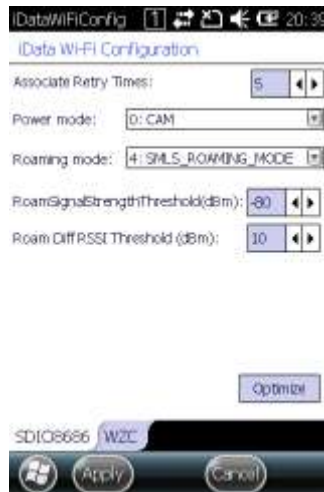 iDataWiFiConfig 1 20:39
iData Wi-Fi Configuration
Associate Retry Times: 5
Power mode: 0: CAM
Roaming mode: 4: SMLS_ROAMING_MODE
RoamSignalStrengthThreshold(dBm): -80
Roam Diff RSSI Threshold (dBm): 10
Optimize
SDIO8686 WZC
Apply Cancel